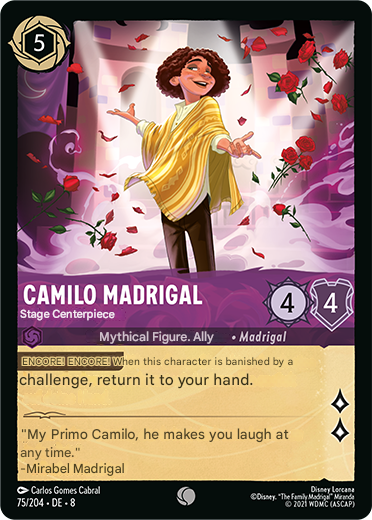 5
CAMILO MADRIGAL
Stage Centerpiece
4 4
Mythical Figure. Ally • Madrigal
ENCORE! ENCORE! When this character is banished by a
challenge, return it to your hand.
"My Primo Camilo, he makes you laugh at
any time."
-Mirabel Madrigal
Carlos Gomes Cabral
75/204 • DE • 8
Disney Lorcana
©Disney. "The Family Madrigal" Miranda
© 2021 WDMC (ASCAP)